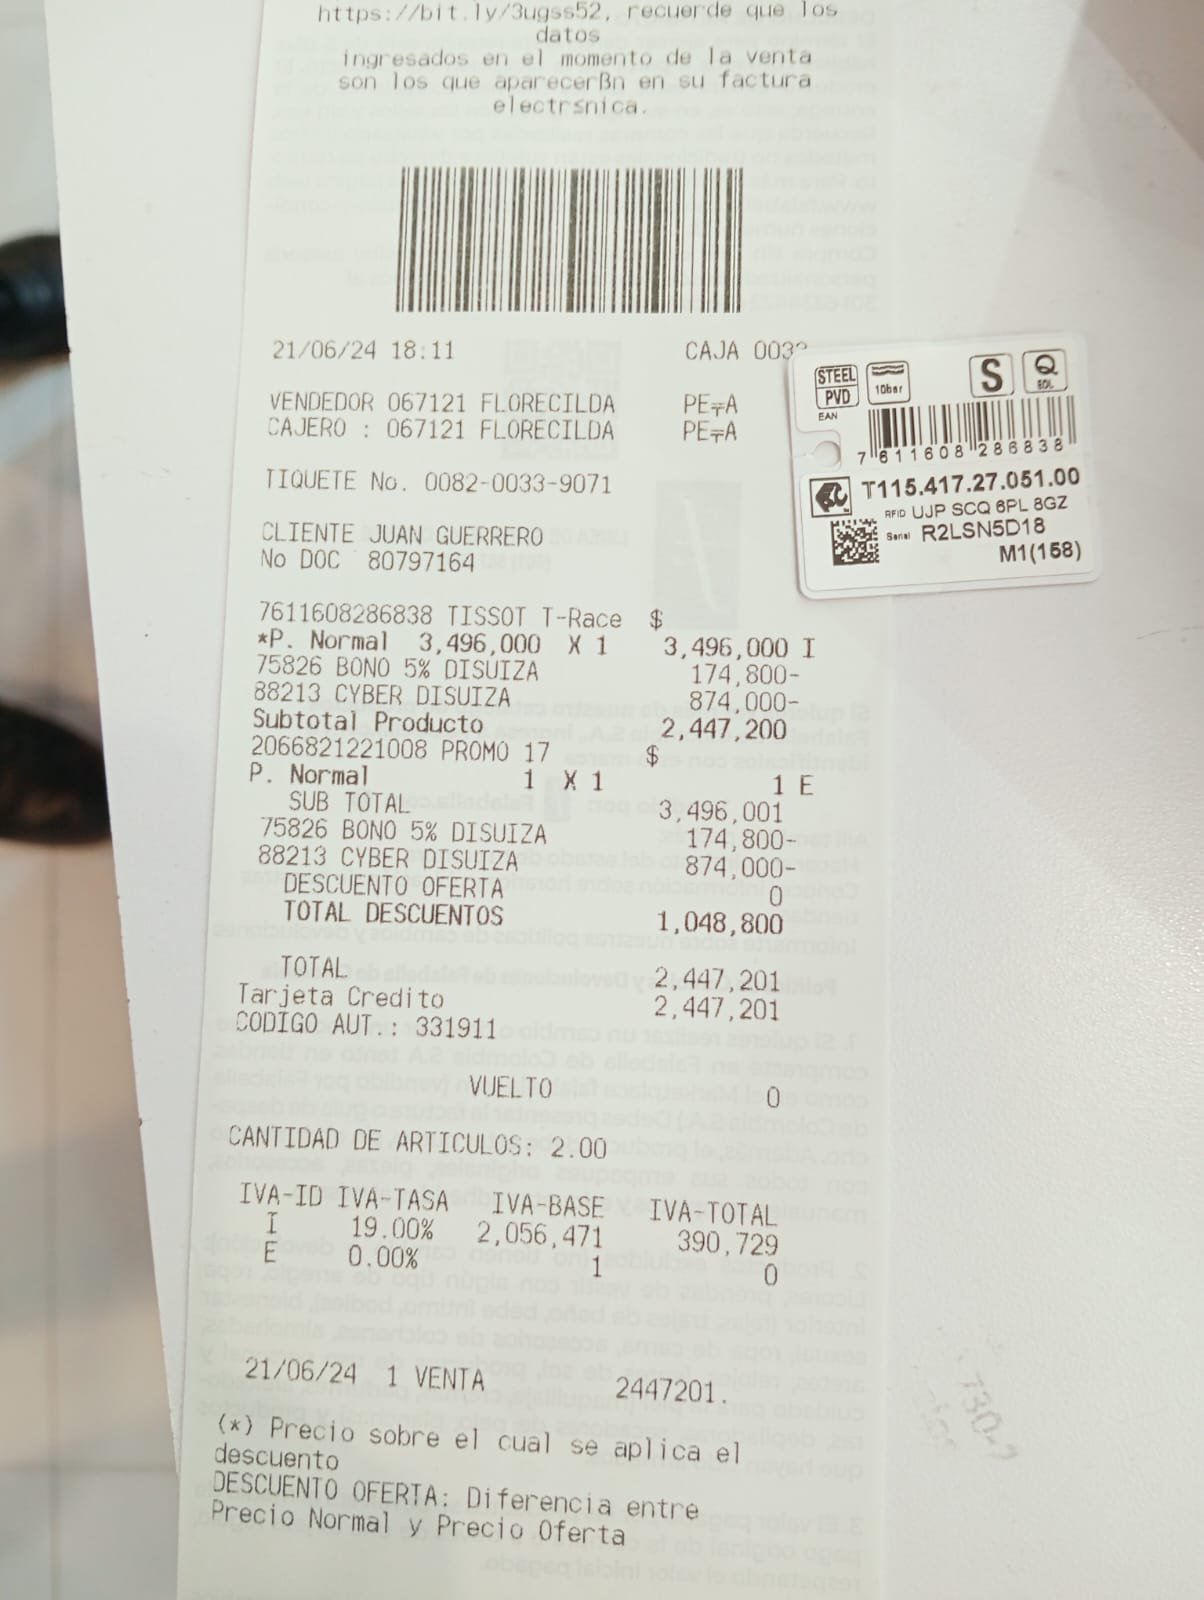 https://bit.ly/3ugss52, recuerde que los
datos
ingresados en el momento de la venta
son los que aparecerßn en su factura
electr≤nica.
21/06/24 18:11 CAJA 0033
VENDEDOR 067121 FLORECILDA PE╤A
CAJERO : 067121 FLORECILDA PE╤A
TIQUETE No. 0082-0033-9071
CLIENTE JUAN GUERRERO
No DOC 80797164
7611608286838 TISSOT T-Race $
*P. Normal 3,496,000 X 1 3,496,000 I
75826 BONO 5% DISUIZA 174,800-
88213 CYBER DISUIZA 874,000-
Subtotal Producto 2,447,200
2066821221008 PROMO 17 $
P. Normal 1 X 1 1 E
SUB TOTAL 3,496,001
75826 BONO 5% DISUIZA 174,800-
88213 CYBER DISUIZA 874,000-
DESCUENTO OFERTA 0
TOTAL DESCUENTOS 1,048,800
TOTAL 2,447,201
Tarjeta Credito 2,447,201
CODIGO AUT.: 331911
VUELTO 0
CANTIDAD DE ARTICULOS: 2.00
IVA-ID IVA-TASA IVA-BASE IVA-TOTAL
I 19.00% 2,056,471 390,729
E 0.00% 1 0
21/06/24 1 VENTA 2447201.
(*) Precio sobre el cual se aplica el
descuento
DESCUENTO OFERTA: Diferencia entre
Precio Normal y Precio Oferta
STEEL
PVD
10bar
S
Q
EOL
EAN
7 611608 286838
T115.417.27.051.00
RFID UJP SCQ 6PL 8GZ
Serial R2LSN5D18
M1(158)